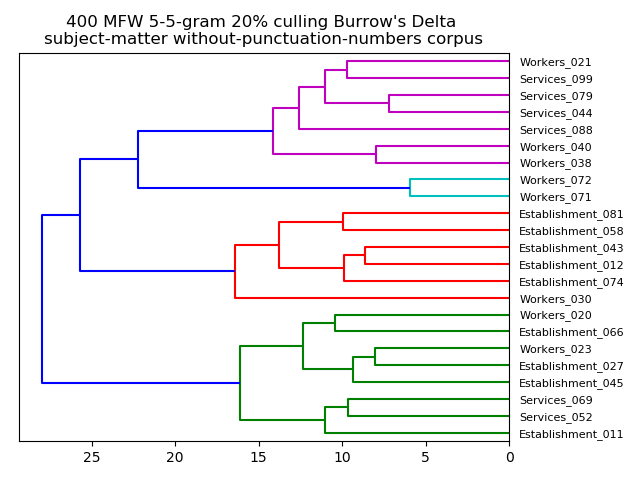 400 MFW 5-5-gram 20% culling Burrow's Delta
subject-matter without-punctuation-numbers corpus
Workers_021
Services_099
Services_079
Services_044
Services_088
Workers_040
Workers_038
Workers_072
Workers_071
Establishment_081
Establishment_058
Establishment_043
Establishment_012
Establishment_074
Workers_030
Workers_020
Establishment_066
Workers_023
Establishment_027
Establishment_045
Services_069
Services_052
Establishment_011
25 20 15 10 5 0